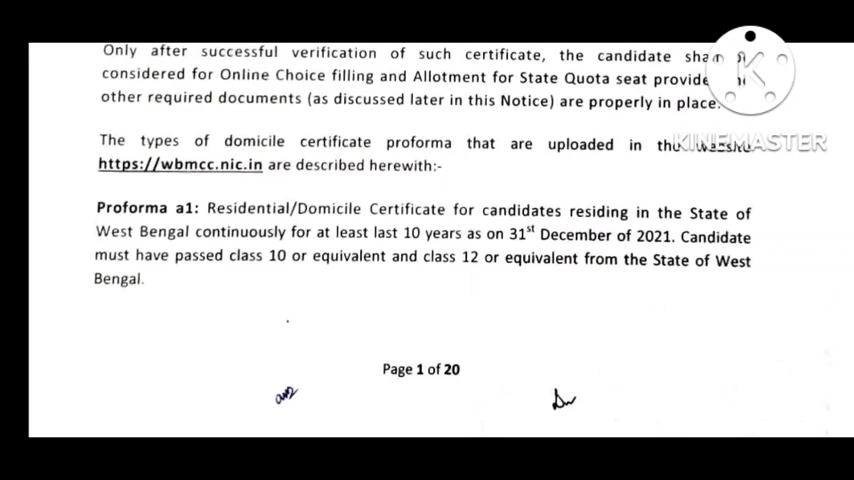 Only after successful verification of such certificate, the candidate shall
considered for Online Choice filling and Allotment for State Quota seat provided
other required documents (as discussed later in this Notice) are properly in place.
The types of domicile certificate proforma that are uploaded in the website
https://wbmcc.nic.in are described herewith:-
Proforma a1: Residential/Domicile Certificate for candidates residing in the State of
West Bengal continuously for at least last 10 years as on 31st December of 2021. Candidate
must have passed class 10 or equivalent and class 12 or equivalent from the State of West
Bengal.
Page 1 of 20
K
KINEMASTER